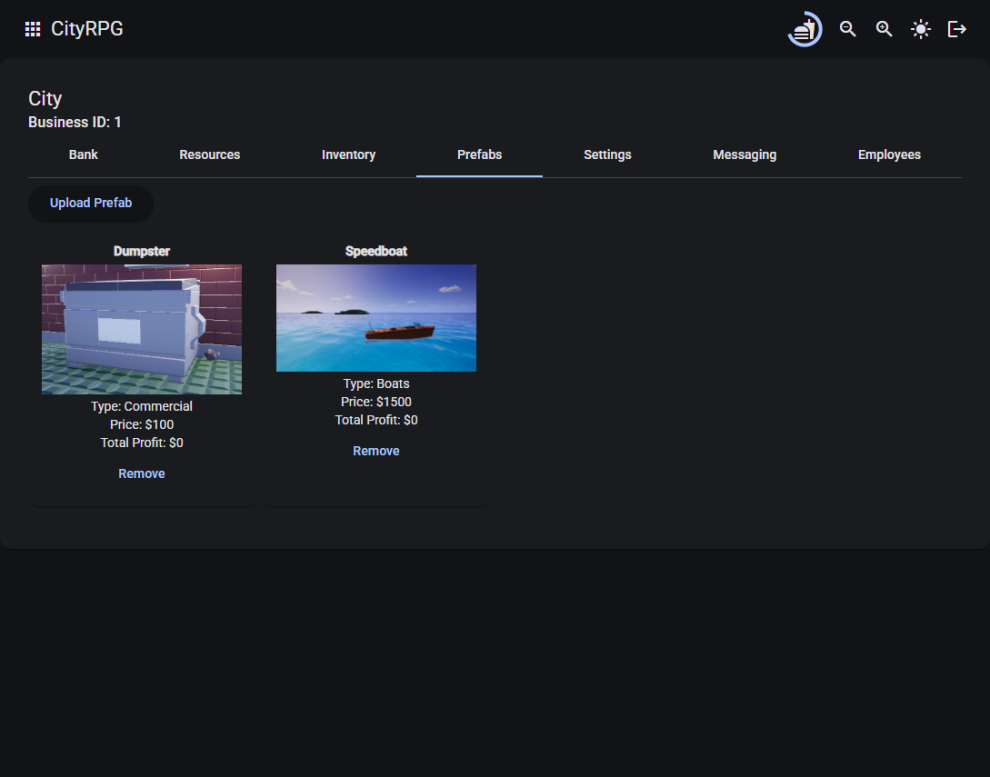 CityRPG
City
Business ID: 1
Bank Resources Inventory Prefabs Settings Messaging Employees
Upload Prefab
Dumpster
Type: Commercial
Price: $100
Total Profit: $0
Remove
Speedboat
Type: Boats
Price: $1500
Total Profit: $0
Remove